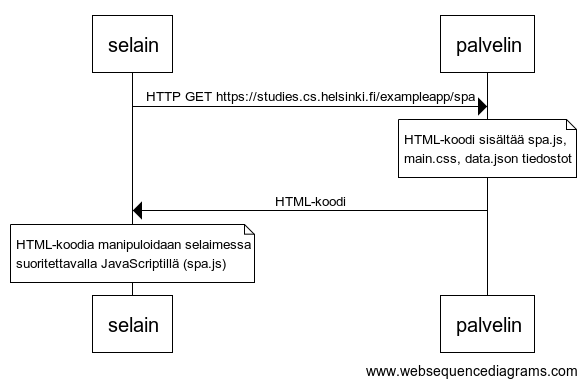 selain
palvelin
HTTP GET https://studies.cs.helsinki.fi/exampleapp/spa
HTML-koodi sisältää spa.js,
main.css, data.json tiedostot
HTML-koodi
HTML-koodia manipuloidaan selaimessa
suoritettavalla JavaScriptillä (spa.js)
selain
palvelin
www.websequencediagrams.com